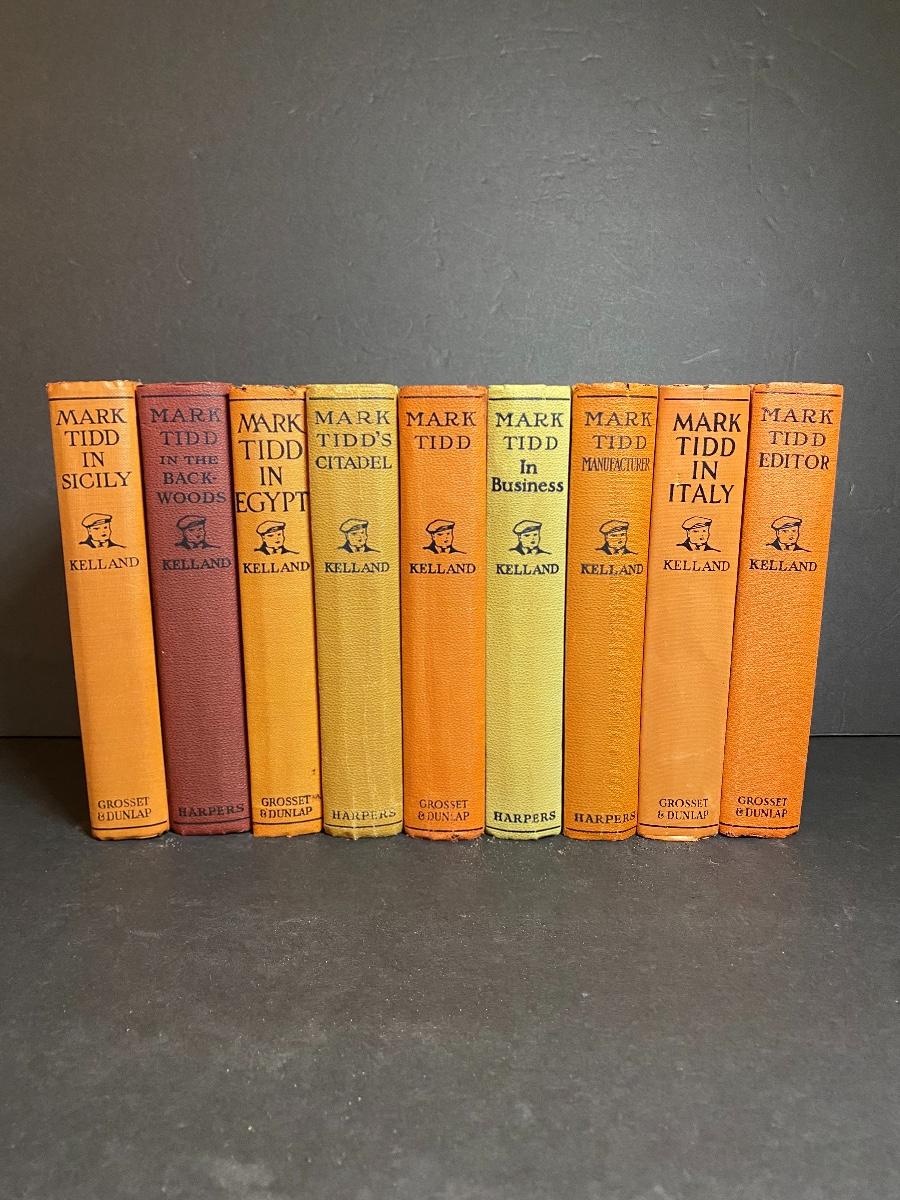 MARK
TIDD
IN
SICILY
KELLAND
GROSSET
& DUNLAP
MARK
TIDD
IN THE
BACK-
WOODS
KELLAND
HARPERS
MARK
TIDD
IN
EGYPT
KELLAND
GROSSET
& DUNLAP
MARK
TIDD'S
CITADEL
KELLAND
HARPERS
MARK
TIDD
KELLAND
GROSSET
& DUNLAP
MARK
TIDD
In
Business
KELLAND
HARPERS
MARK
TIDD
MANUFACTURER
KELLAND
HARPERS
MARK
TIDD
IN
ITALY
KELLAND
GROSSET
& DUNLAP
MARK
TIDD
EDITOR
KELLAND
GROSSET
& DUNLAP